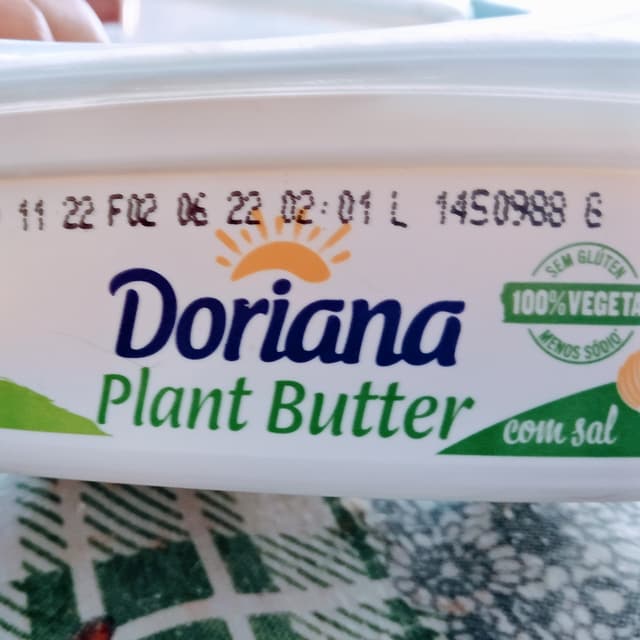 11 22 F02 06 22 02:01 L 1450988 G
Doriana
Plant Butter
SEM GLÚTEN
100% VEGETA
MENOS SÓDIO
com sal